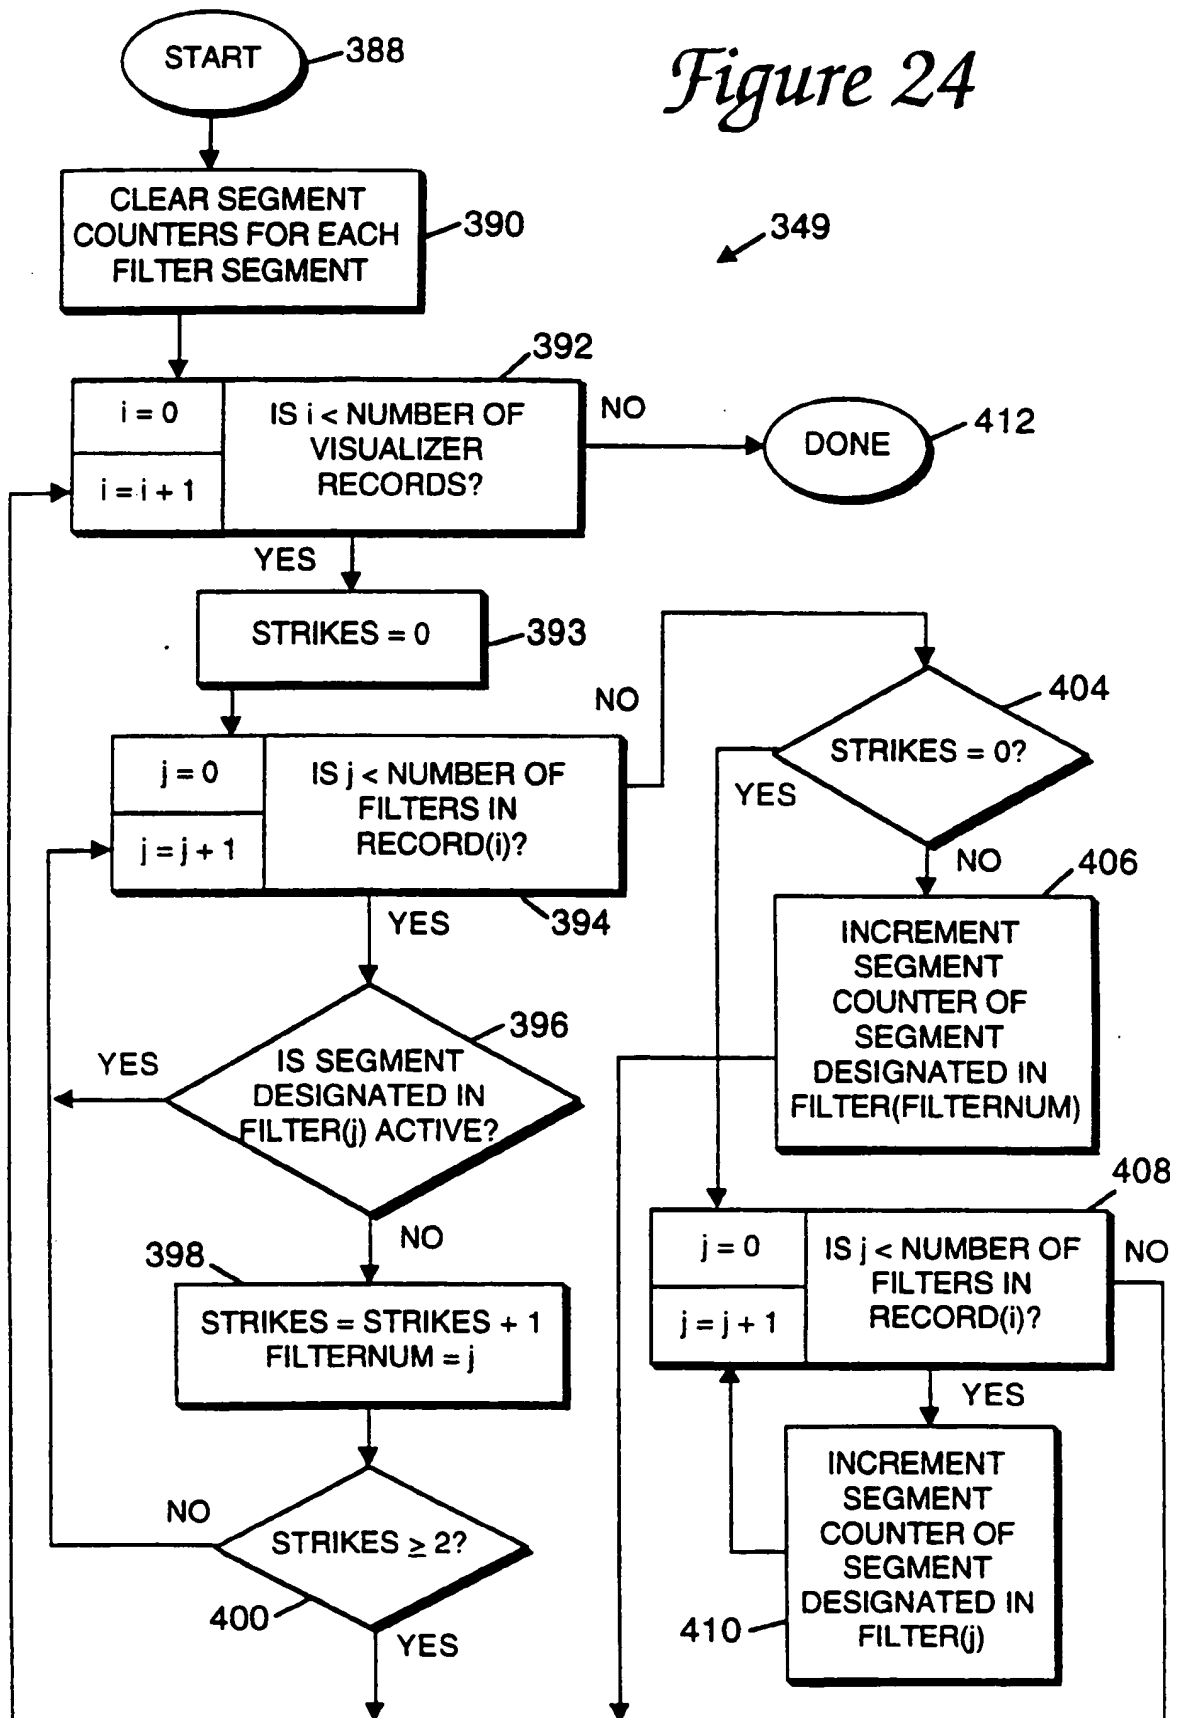 START
388
Figure 24
CLEAR SEGMENT
COUNTERS FOR EACH
FILTER SEGMENT
390
349
392
i = 0
i = i + 1
IS i < NUMBER OF
VISUALIZER
RECORDS?
NO
DONE
412
YES
STRIKES = 0
393
NO
404
STRIKES = 0?
YES
NO
j = 0
j = j + 1
IS j < NUMBER OF
FILTERS IN
RECORD(i)?
394
YES
406
INCREMENT
SEGMENT
COUNTER OF
SEGMENT
DESIGNATED IN
FILTER(FILTERNUM)
396
YES
IS SEGMENT
DESIGNATED IN
FILTER(j) ACTIVE?
NO
408
j = 0
j = j + 1
IS j < NUMBER OF
FILTERS IN
RECORD(i)?
NO
YES
398
STRIKES = STRIKES + 1
FILTERNUM = j
NO
STRIKES ≥ 2?
400
YES
INCREMENT
SEGMENT
COUNTER OF
SEGMENT
DESIGNATED IN
FILTER(j)
410